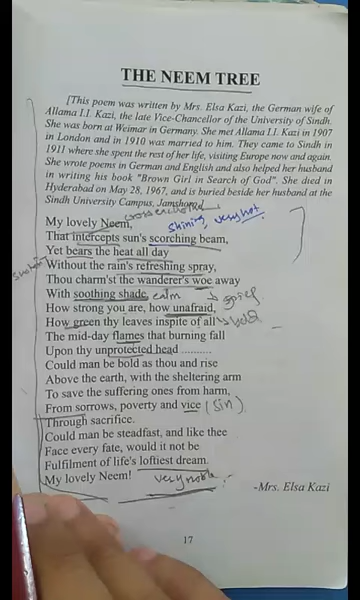 THE NEEM TREE
[This poem was written by Mrs. Elsa Kazi, the German wife of
Allama I.I. Kazi, the late Vice-Chancellor of the University of Sindh.
She was born at Weimar in Germany. She met Allama I.I. Kazi in 1907
in London and in 1910 was married to him. They came to Sindh in
1911 where she spent the rest of her life, visiting Europe now and again.
She wrote poems in German and English and also helped her husband
in writing his book "Brown Girl in Search of God". She died in
Hyderabad on May 28, 1967, and is buried beside her husband at the
Sindh University Campus, Jamshoro.
My lovely Neem,
shining, very hot
That intercepts sun's scorching beam,
Yet bears the heat all day
Without the rain's refreshing spray,
Thou charm'st the wanderer's woe away
With soothing shade, calm grief
How strong you are, how unafraid,
How green thy leaves inspite of all bold
The mid-day flames that burning fall
Upon thy unprotected head ..........
Could man be bold as thou and rise
Above the earth, with the sheltering arm
To save the suffering ones from harm,
From sorrows, poverty and vice (sin)
Through sacrifice.
Could man be steadfast, and like thee
Face every fate, would it not be
Fulfilment of life's loftiest dream.
My lovely Neem! very noble
-Mrs. Elsa Kazi
17